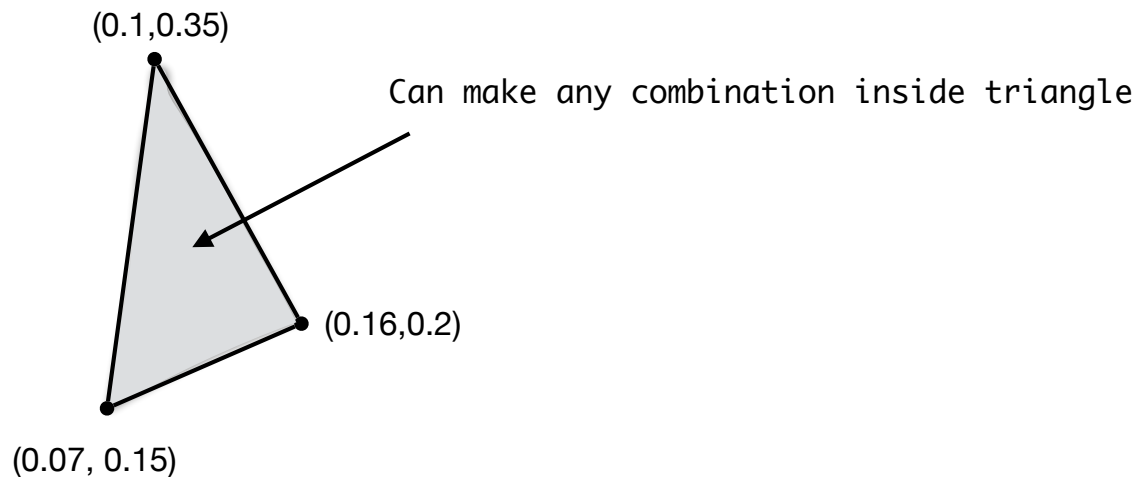 (0.1,0.35)
Can make any combination inside triangle
(0.16,0.2)
(0.07, 0.15)